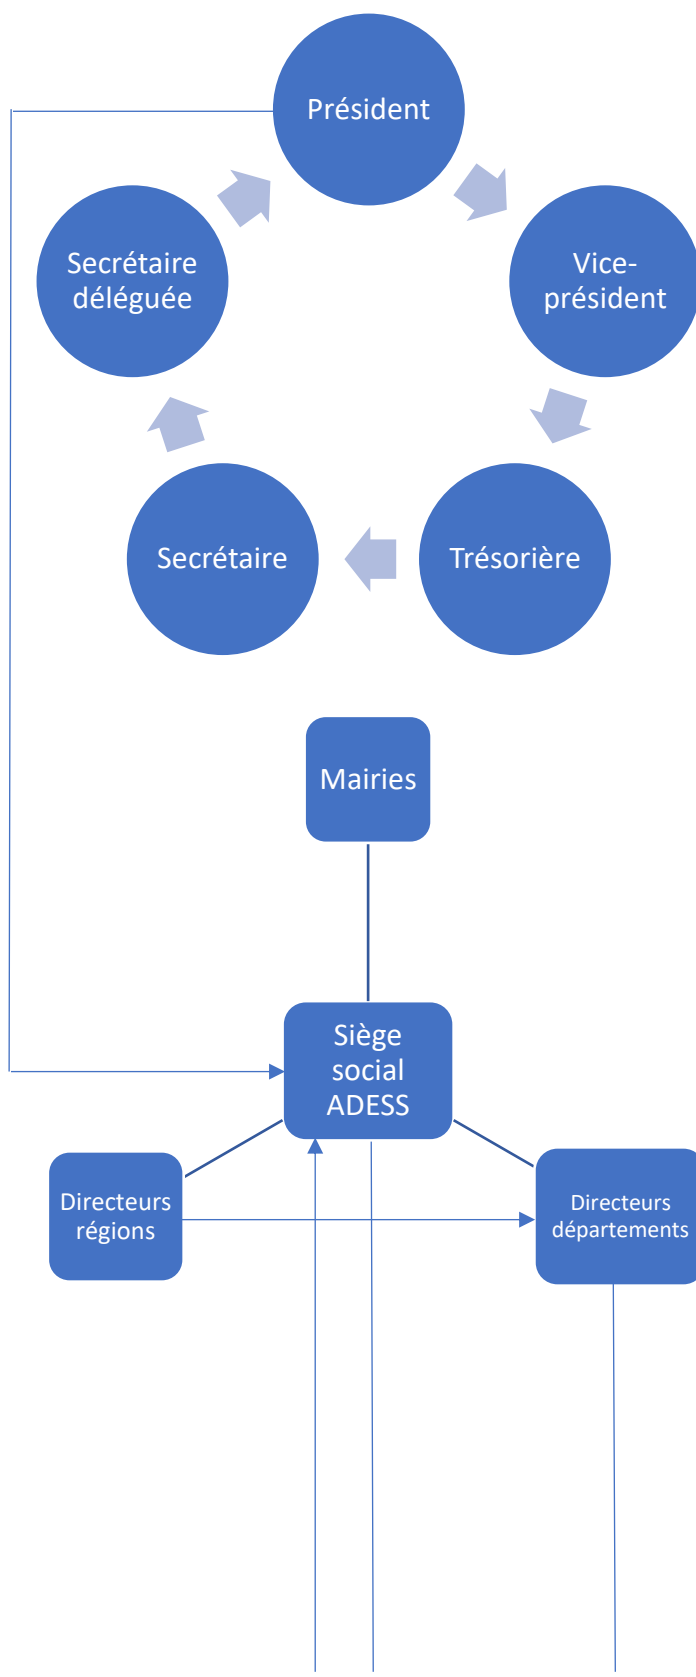 Président
Secrétaire
déléguée
Vice-
président
Secrétaire
Trésorière
Mairies
Siège
social
ADESS
Directeurs
régions
Directeurs
départements